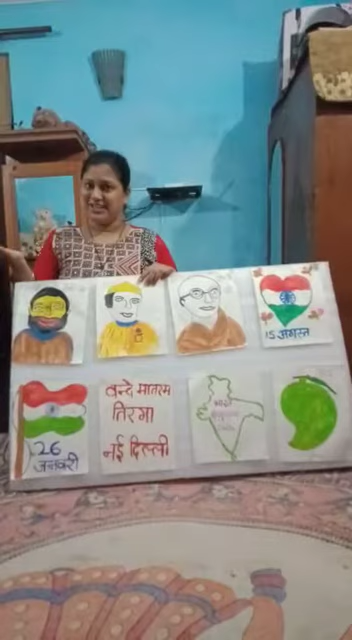 15 अगस्त
26
जनवरी
वन्दे मातरम
तिरंगा
नई दिल्ली